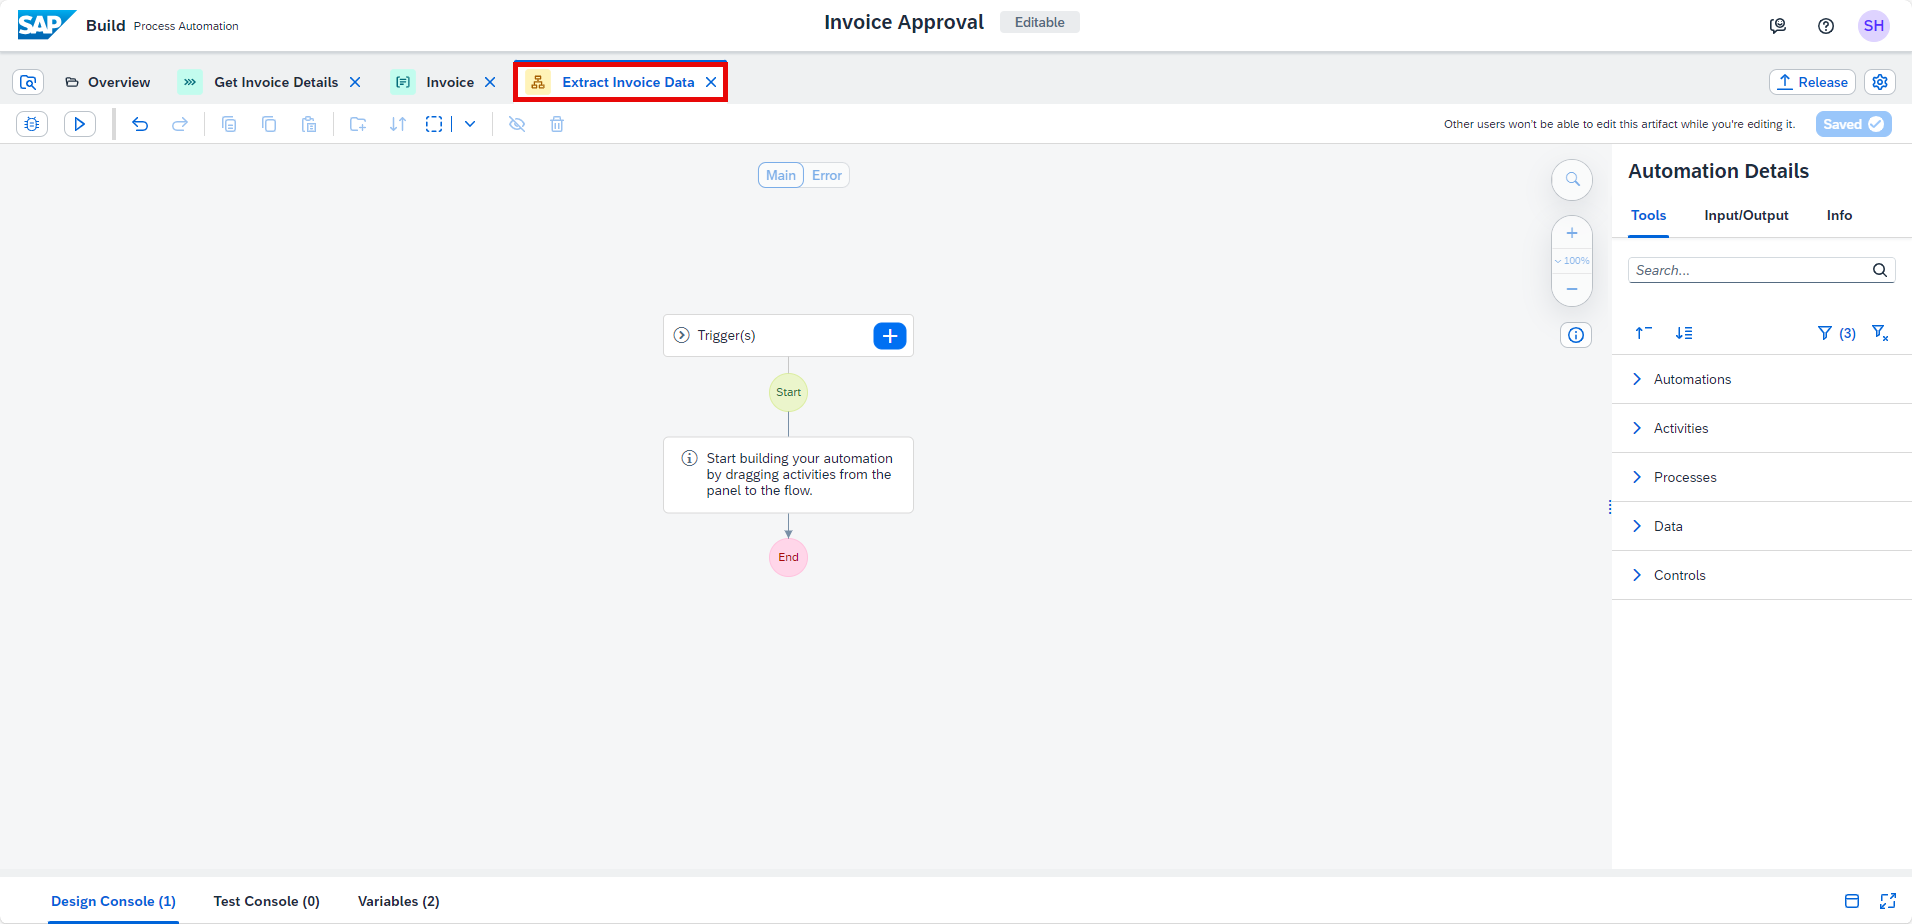 SAP Build Process Automation
Invoice Approval Editable
SH
Overview
Get Invoice Details
Invoice
Extract Invoice Data
Release
Other users won't be able to edit this artifact while you're editing it.
Saved
Main Error
100%
Trigger(s)
Start
Start building your automation
by dragging activities from the
panel to the flow.
End
Automation Details
Tools Input/Output Info
Search...
(3)
Automations
Activities
Processes
Data
Controls
Design Console (1) Test Console (0) Variables (2)